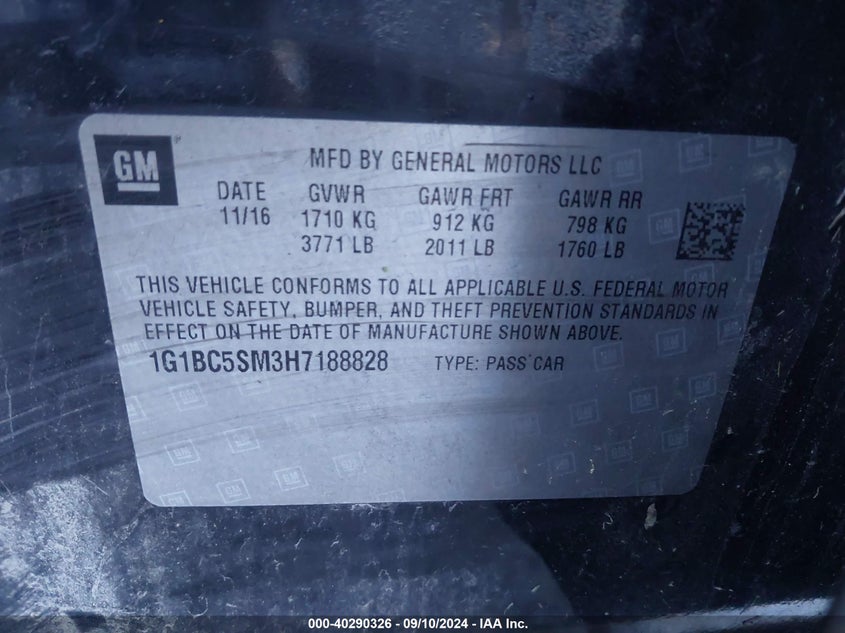 GM
MFD BY GENERAL MOTORS LLC
DATE GVWR GAWR FRT GAWR RR
11/16 1710 KG 912 KG 798 KG
3771 LB 2011 LB 1760 LB
THIS VEHICLE CONFORMS TO ALL APPLICABLE U.S. FEDERAL MOTOR
VEHICLE SAFETY, BUMPER, AND THEFT PREVENTION STANDARDS IN
EFFECT ON THE DATE OF MANUFACTURE SHOWN ABOVE.
1G1BC5SM3H7188828 TYPE: PASS CAR
000-40290326 - 09/10/2024 - IAA Inc.